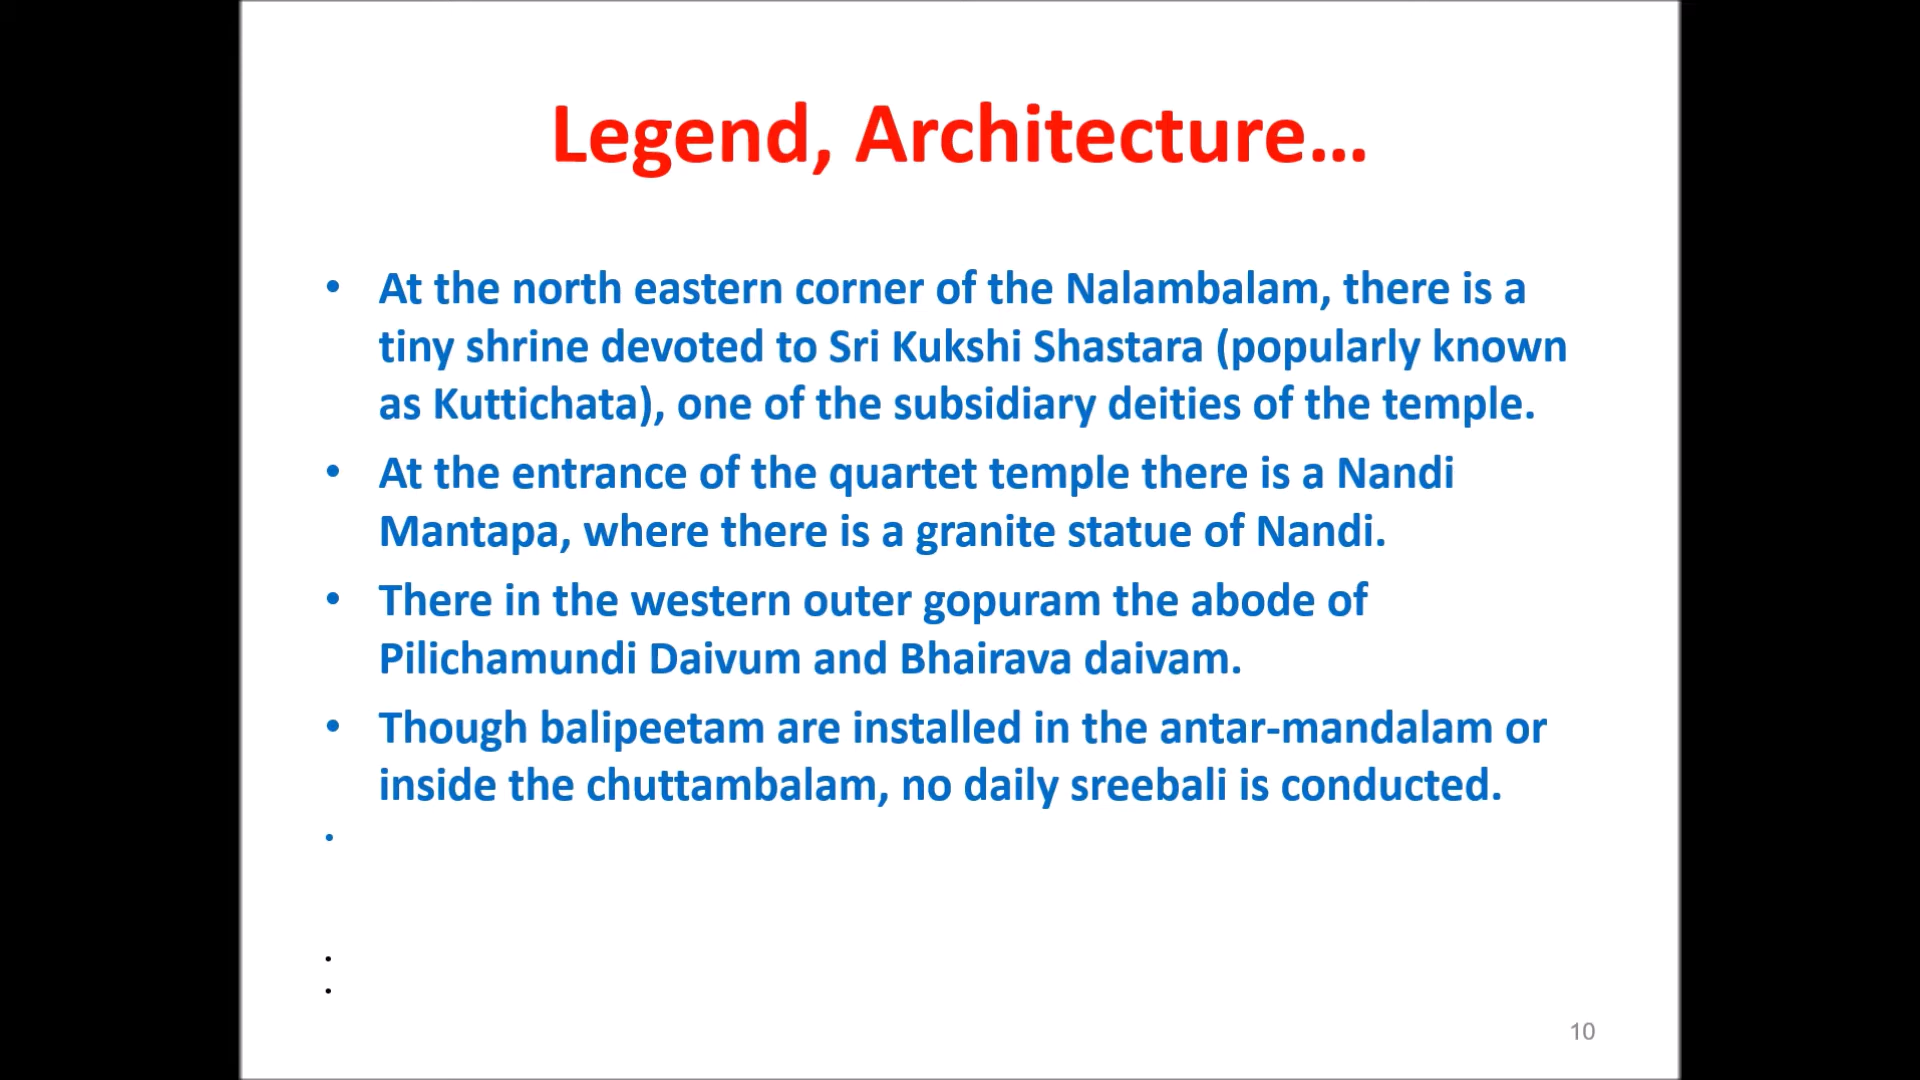 Legend, Architecture...
• At the north eastern corner of the Nalambalam, there is a
tiny shrine devoted to Sri Kukshi Shastara (popularly known
as Kuttichata), one of the subsidiary deities of the temple.
• At the entrance of the quartet temple there is a Nandi
Mantapa, where there is a granite statue of Nandi.
• There in the western outer gopuram the abode of
Pilichamundi Daivum and Bhairava daivam.
• Though balipeetam are installed in the antar-mandalam or
inside the chuttambalam, no daily sreebali is conducted.
•
•
•
10